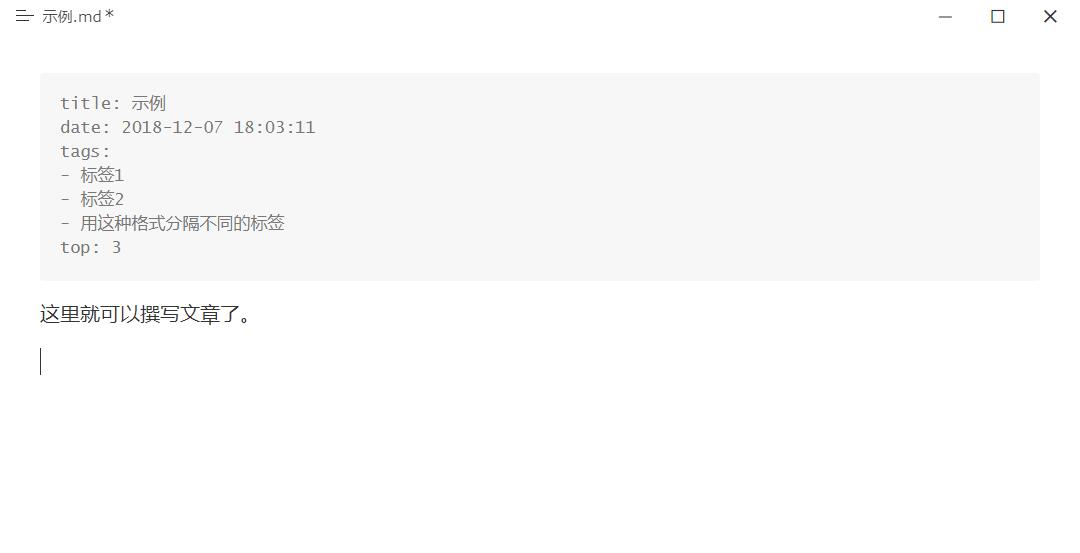 示例.md*
title: 示例
date: 2018-12-07 18:03:11
tags:
- 标签1
- 标签2
- 用这种格式分隔不同的标签
top: 3
这里就可以撰写文章了。